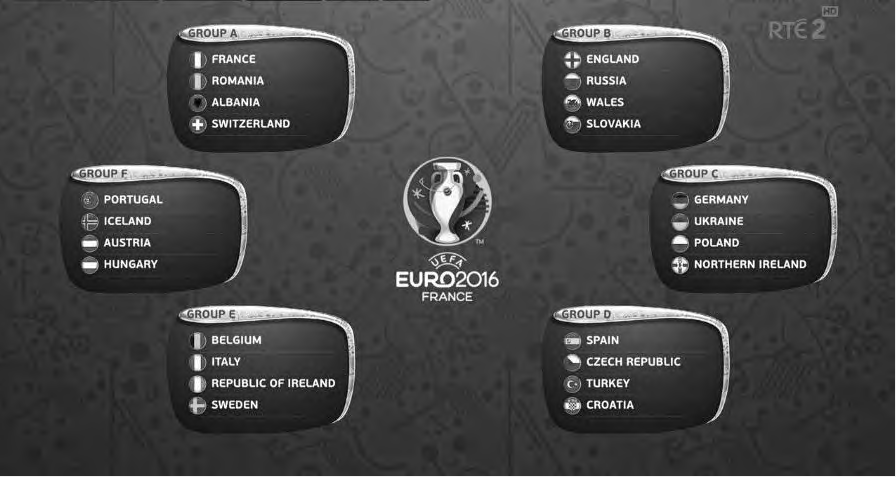 RTÉ 2 HD
GROUP A
FRANCE
ROMANIA
ALBANIA
SWITZERLAND
GROUP B
ENGLAND
RUSSIA
WALES
SLOVAKIA
GROUP F
PORTUGAL
ICELAND
AUSTRIA
HUNGARY
GROUP C
GERMANY
UKRAINE
POLAND
NORTHERN IRELAND
TM
UEFA
EURO2016
FRANCE
GROUP E
BELGIUM
ITALY
REPUBLIC OF IRELAND
SWEDEN
GROUP D
SPAIN
CZECH REPUBLIC
TURKEY
CROATIA